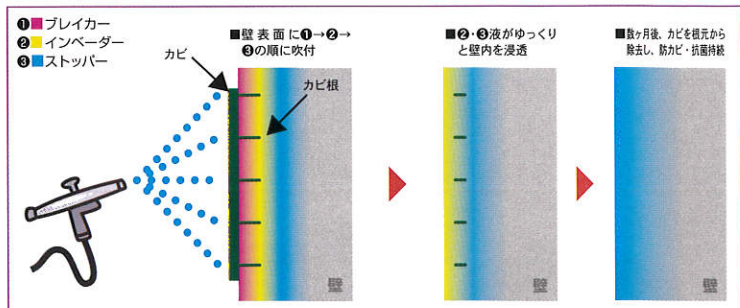 ❶■ブレイカー
❷■インベーダー
❸■ストッパー
カビ
■壁表面に❶→❷→
❸の順に吹付
カビ根
壁
■❷・❸液がゆっくり
と壁内を浸透
壁
■数ヶ月後、カビを根元から
除去し、防カビ・抗菌持続
壁